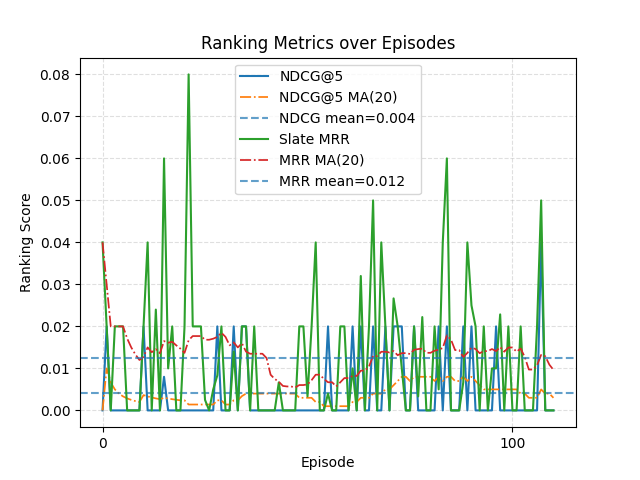 Ranking Metrics over Episodes
Ranking Score
0.08
0.07
0.06
0.05
0.04
0.03
0.02
0.01
0.00
NDCG@5
NDCG@5 MA(20)
NDCG mean=0.004
Slate MRR
MRR MA(20)
MRR mean=0.012
0
100
Episode